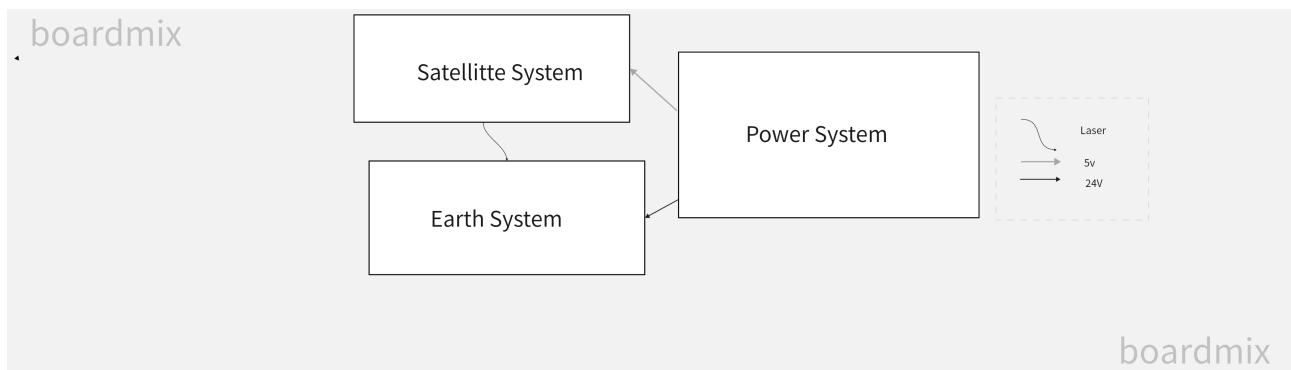 boardmix
Satellitte System
Power System
Laser
5v
24V
Earth System
boardmix